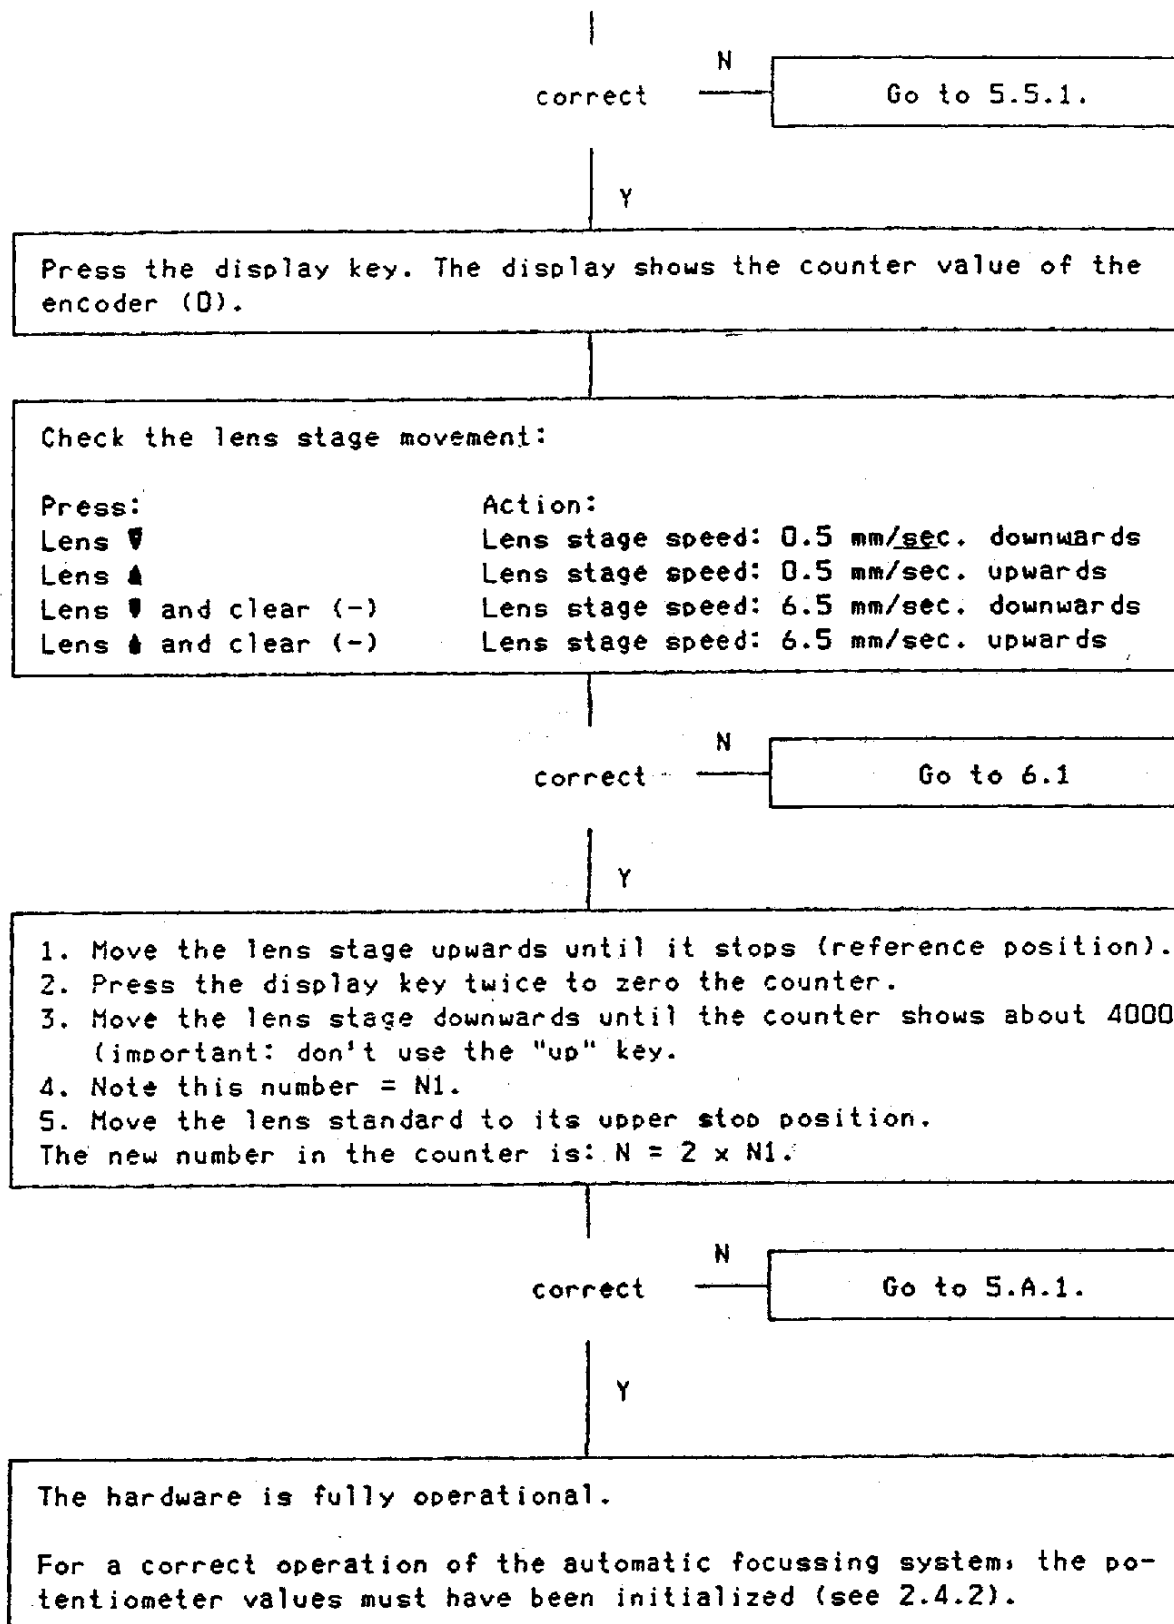 N
correct
Go to 5.5.1.
Y
Press the display key. The display shows the counter value of the
encoder (0).
Check the lens stage movement:
Press: Action:
Lens ▼ Lens stage speed: 0.5 mm/sec. downwards
Lens ▲ Lens stage speed: 0.5 mm/sec. upwards
Lens ▼ and clear (-) Lens stage speed: 6.5 mm/sec. downwards
Lens ▲ and clear (-) Lens stage speed: 6.5 mm/sec. upwards
N
correct
Go to 6.1
Y
1. Move the lens stage upwards until it stops (reference position).
2. Press the display key twice to zero the counter.
3. Move the lens stage downwards until the counter shows about 4000
(important: don't use the "up" key.
4. Note this number = N1.
5. Move the lens standard to its upper stop position.
The new number in the counter is: N = 2 x N1.
N
correct
Go to 5.A.1.
Y
The hardware is fully operational.
For a correct operation of the automatic focussing system, the po-
tentiometer values must have been initialized (see 2.4.2).